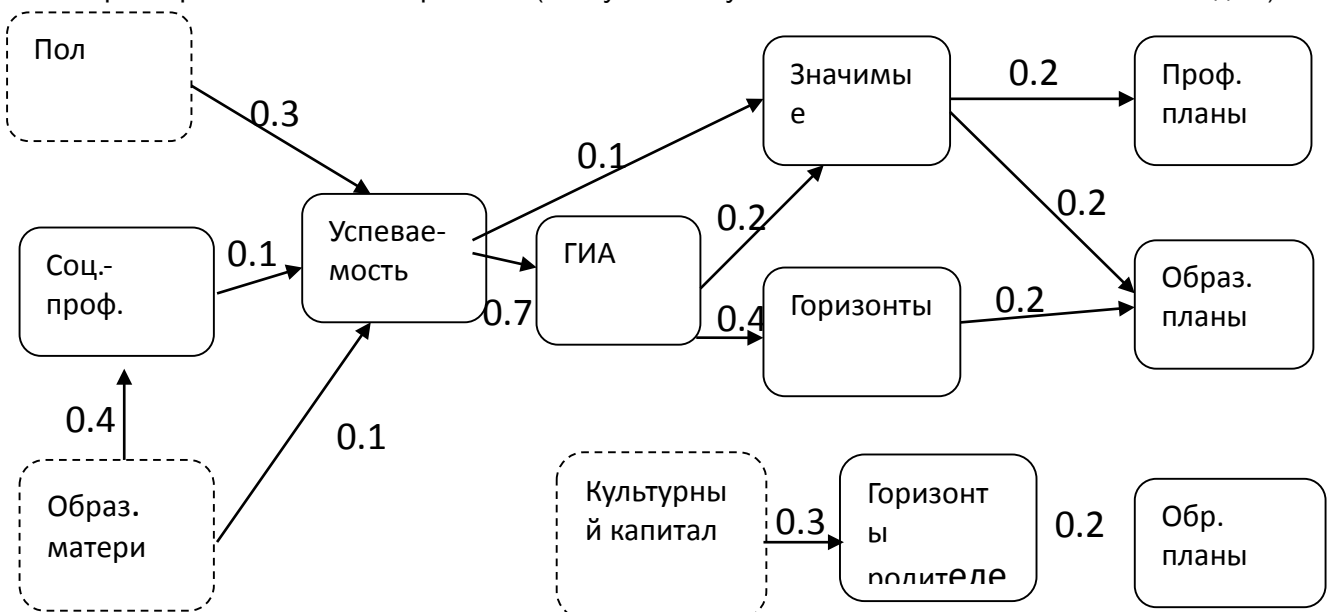 Пол
0.3
Значимы
е
0.2
Проф.
планы
0.1
Соц.-
проф.
0.1
Успевае-
мость
0.7
ГИА
0.2
0.4
Горизонты
0.2
0.2
Образ.
планы
0.4
0.1
Образ.
матери
Культурны
й капитал
0.3
Горизонт
ы
родителе
0.2
Обр.
планы